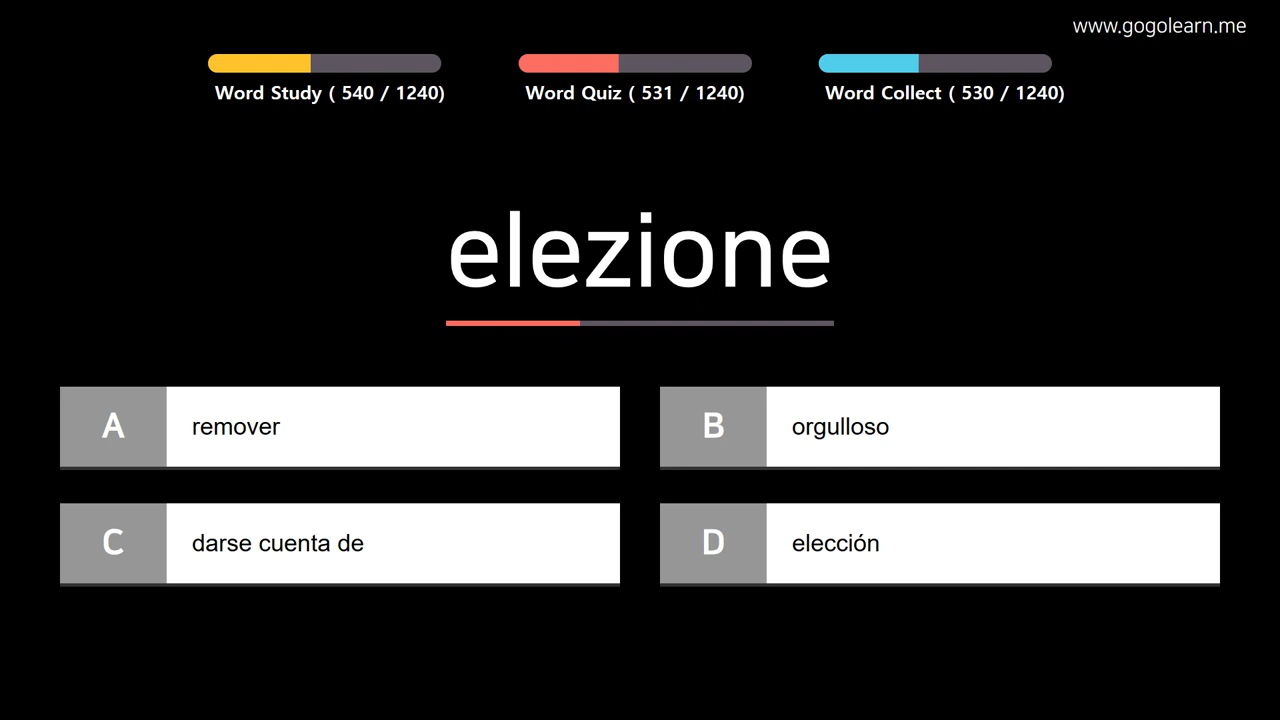 www.gogolearn.me
Word Study ( 540 / 1240)
Word Quiz ( 531 / 1240)
Word Collect ( 530 / 1240)
elezione
A
remover
B
orgulloso
C
darse cuenta de
D
elección